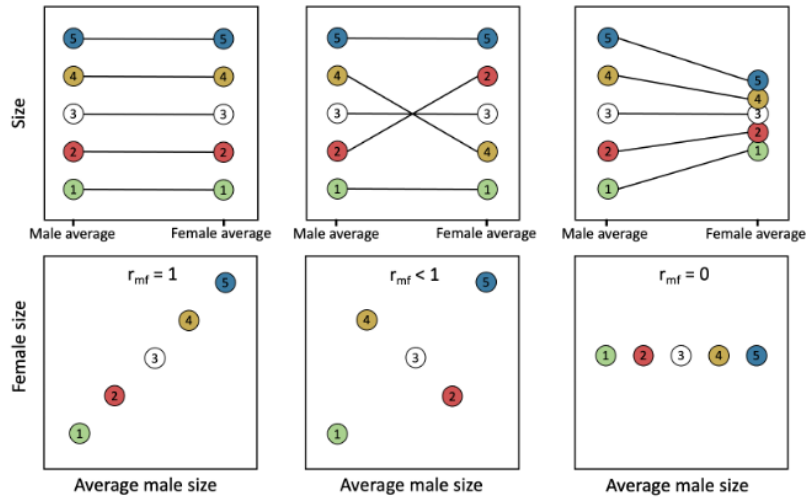 Size
5 5
4 4
3 3
2 2
1 1
Male average Female average
5 5
4 2
3 3
2 4
1 1
Male average Female average
5
4
3
2
1
5
4
3
2
1
Male average Female average
Female size
r_mf = 1
5
4
3
2
1
Average male size
r_mf < 1
5
4
3
2
1
Average male size
r_mf = 0
1 2 3 4 5
Average male size